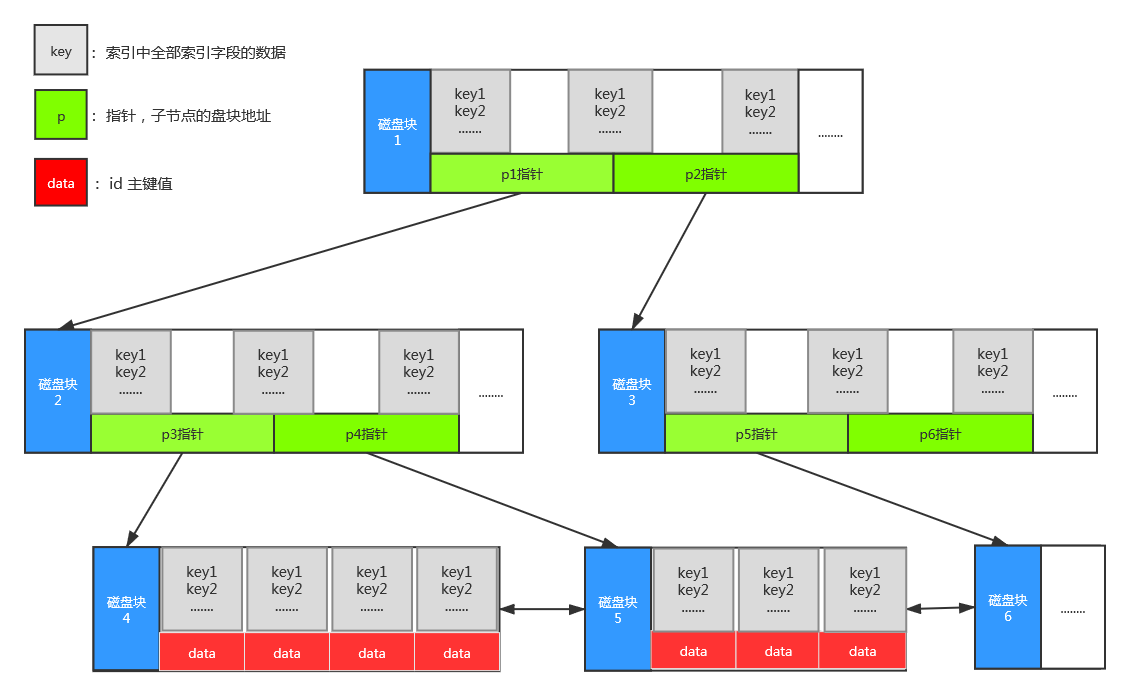 key : 索引中全部索引字段的数据
p : 指针，子节点的盘块地址
data : id 主键值
磁盘块
1
key1
key2
.......
key1
key2
.......
key1
key2
.......
........
p1指针
p2指针
磁盘块
2
key1
key2
.......
key1
key2
.......
key1
key2
.......
........
p3指针
p4指针
磁盘块
3
key1
key2
.......
key1
key2
.......
key1
key2
.......
........
p5指针
p6指针
磁盘块
4
key1
key2
.......
key1
key2
.......
key1
key2
.......
key1
key2
.......
data
data
data
data
磁盘块
5
key1
key2
.......
key1
key2
.......
key1
key2
.......
data
data
data
磁盘块
6
........